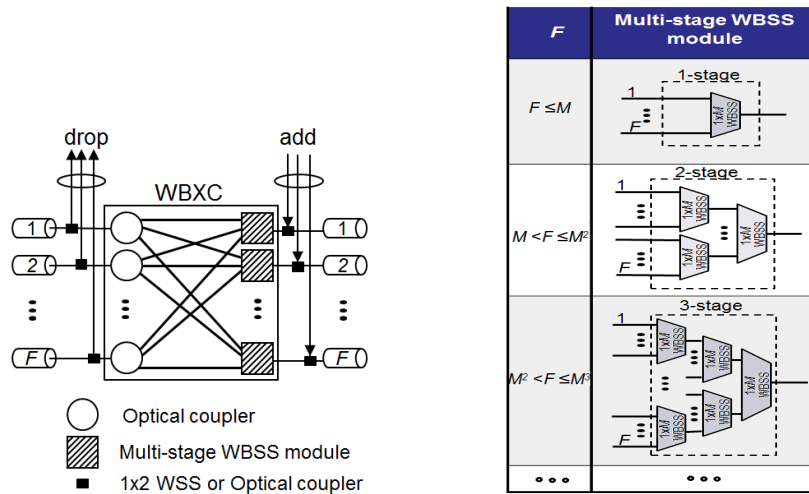 drop
add
WBXC
1
1
2
2
F
F
Optical coupler
Multi-stage WBSS module
1x2 WSS or Optical coupler
F
Multi-stage WBSS
module
F ≤M
1-stage
1
F
1xM
WBSS
M <F ≤M²
2-stage
1
F
1xM
WBSS
1xM
WBSS
1xM
WBSS
M² <F ≤M³
3-stage
1
F
1xM
WBSS
1xM
WBSS
1xM
WBSS
1xM
WBSS
1xM
WBSS